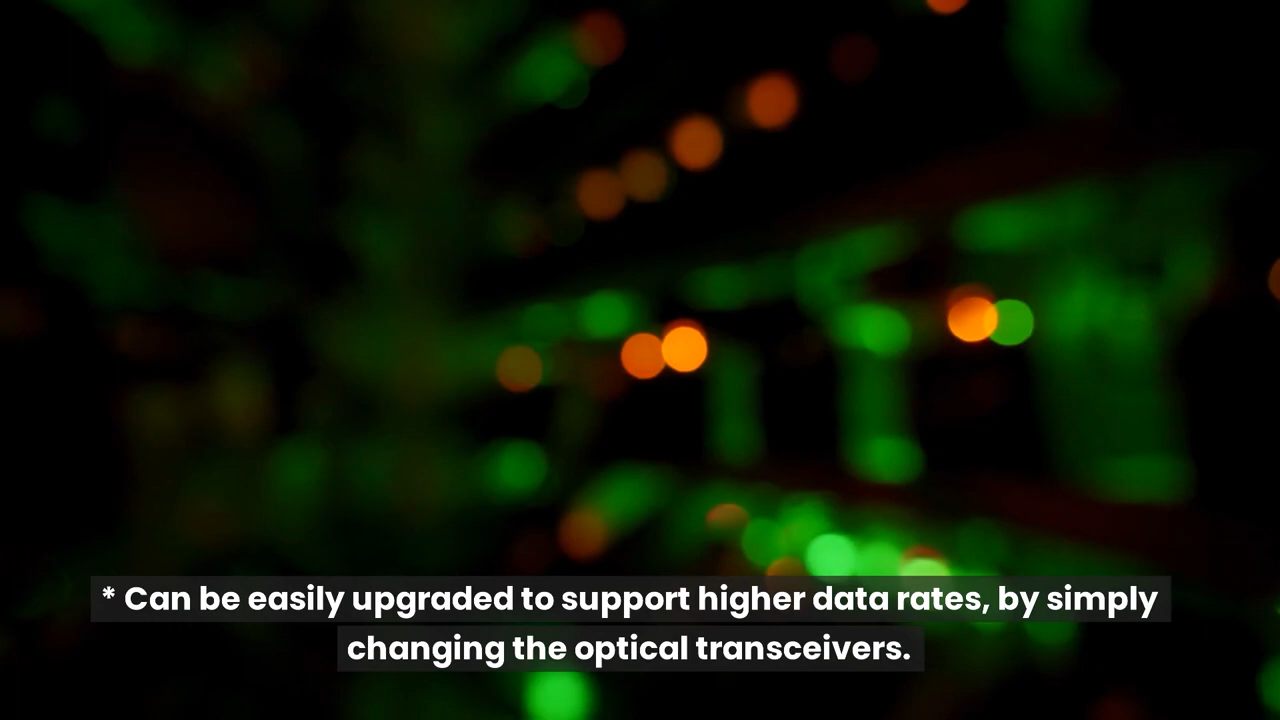 * Can be easily upgraded to support higher data rates, by simply
changing the optical transceivers.